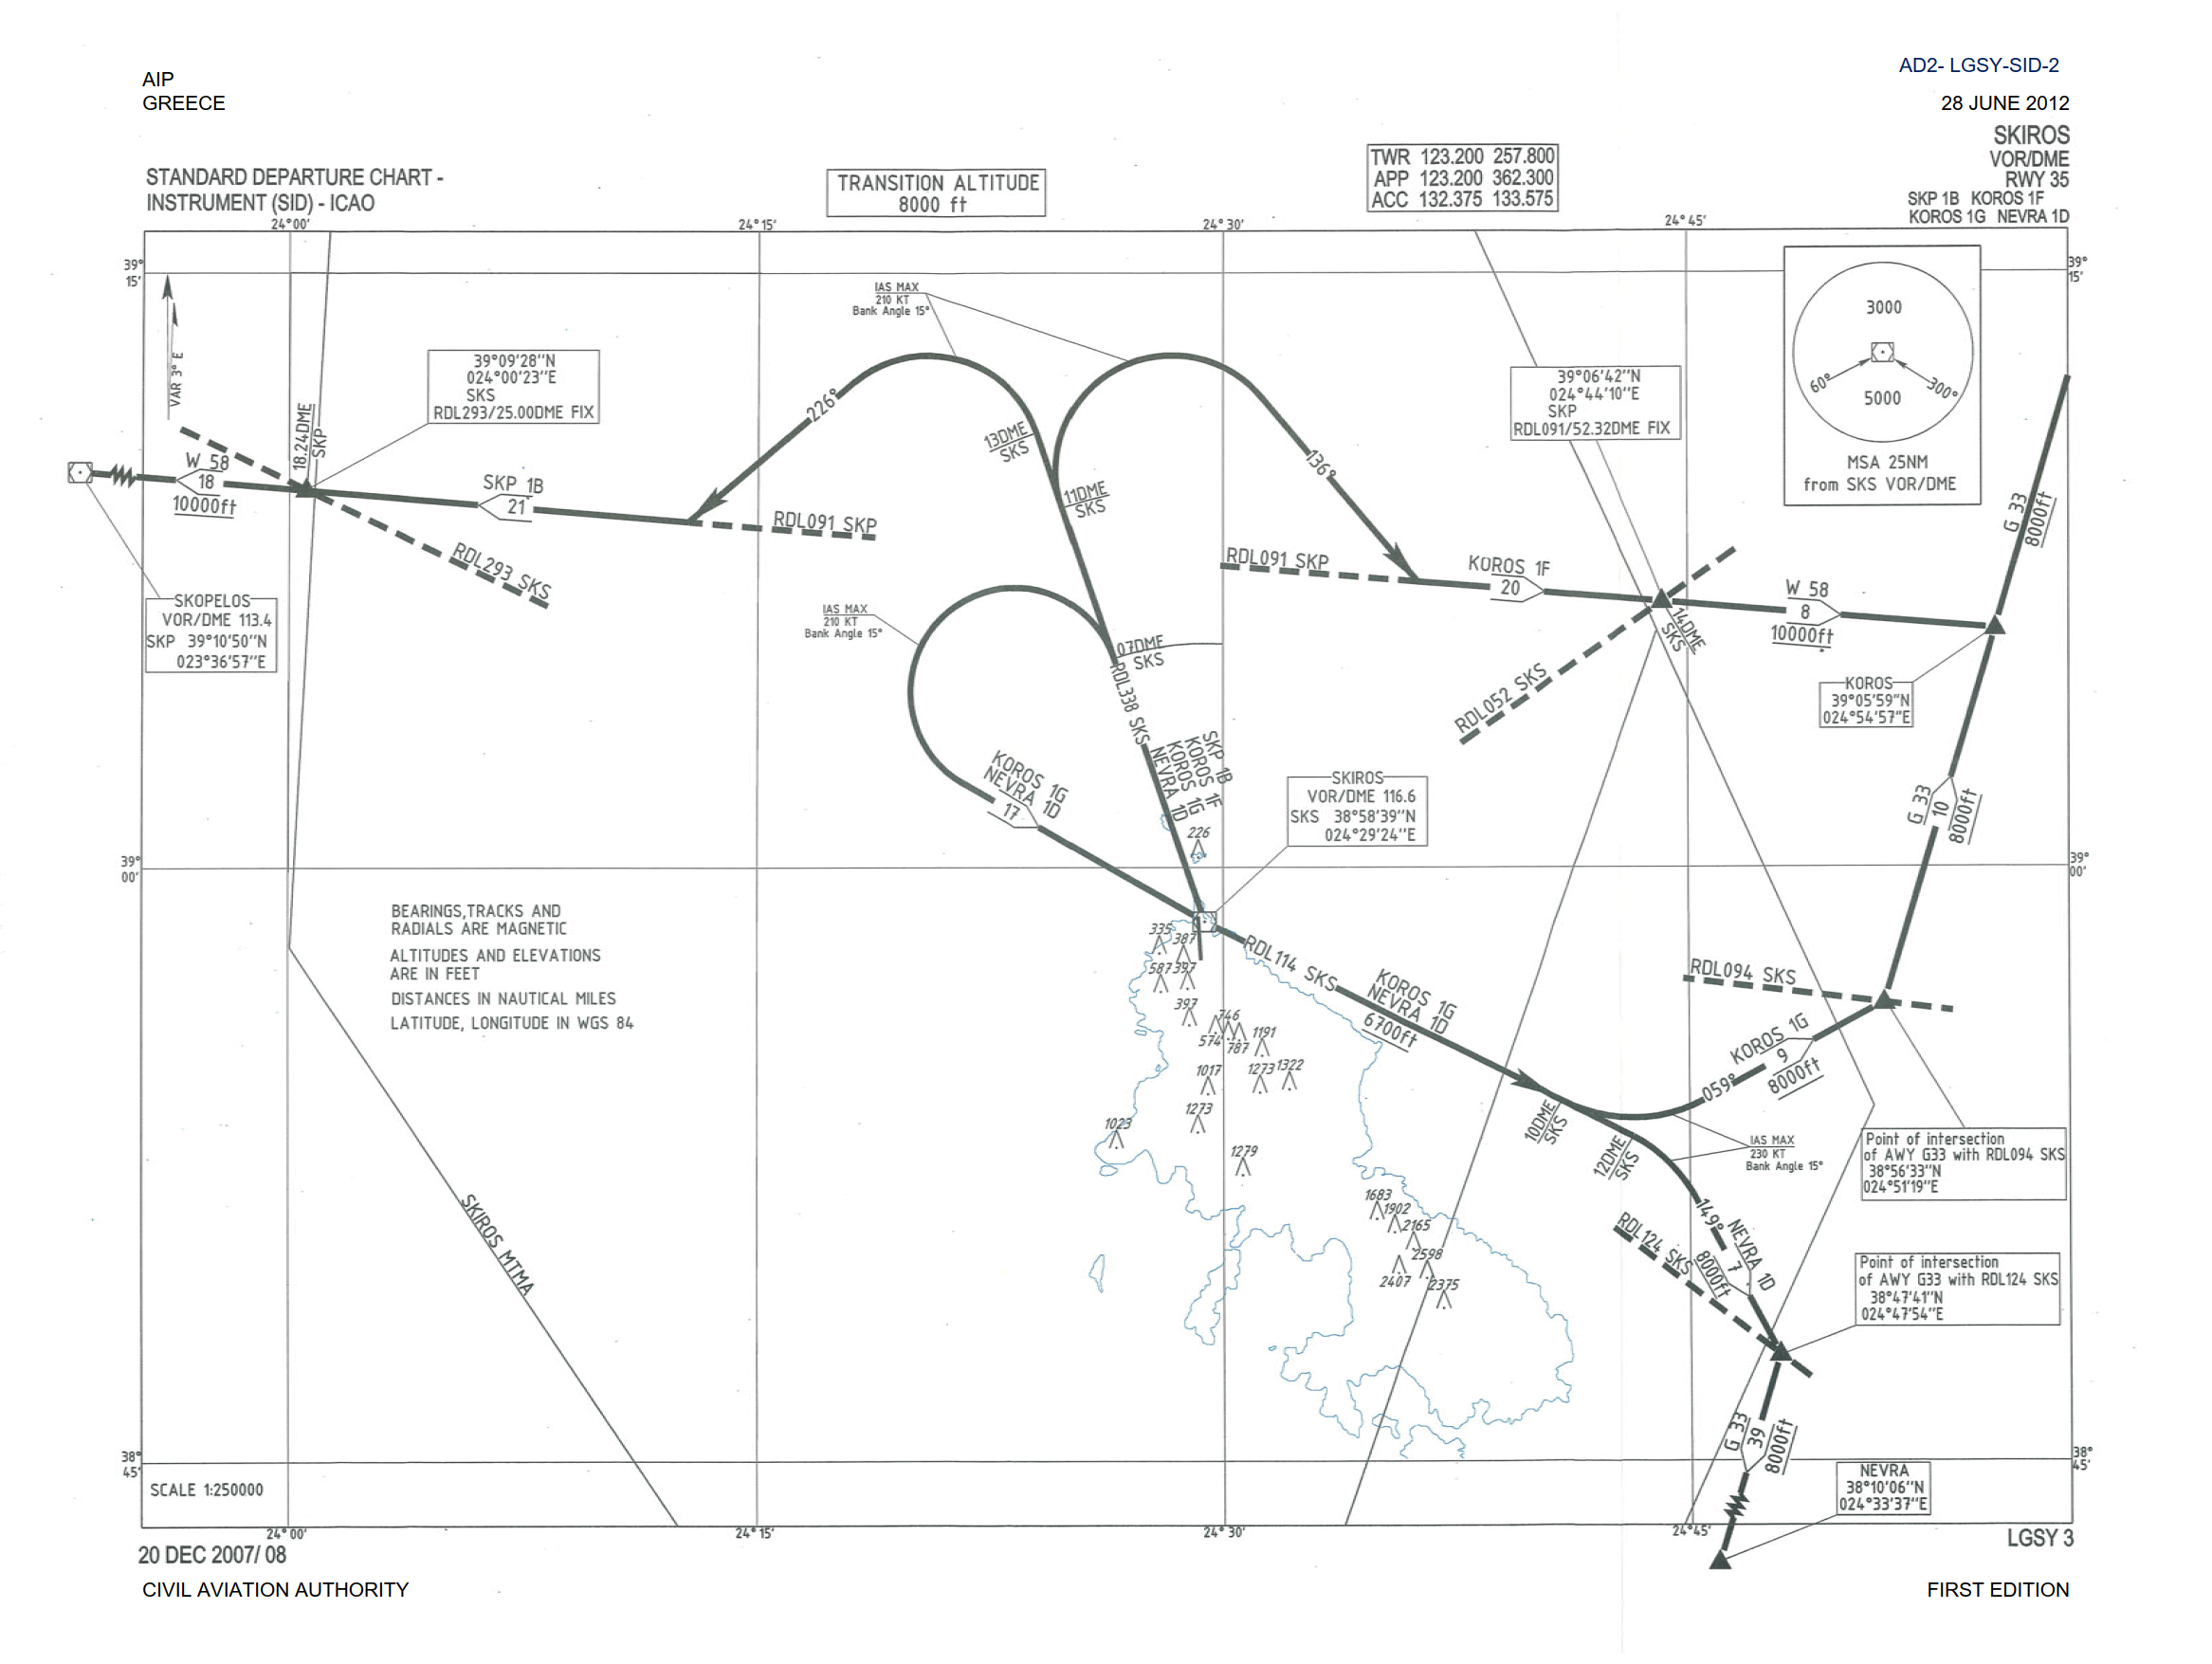 AIP
GREECE
AD2- LGSY-SID-2
28 JUNE 2012
SKIROS
VOR/DME
RWY 35
SKP 1B KOROS 1F
KOROS 1G NEVRA 1D
STANDARD DEPARTURE CHART -
INSTRUMENT (SID) - ICAO
TRANSITION ALTITUDE
8000 ft
TWR 123.200 257.800
APP 123.200 362.300
ACC 132.375 133.575
24°00'
24°15'
24°30'
24°45'
39°
15'
39°
15'
VAR 3° E
IAS MAX
210 KT
Bank Angle 15°
3000
60°
300°
5000
MSA 25NM
from SKS VOR/DME
39°09'28"N
024°00'23"E
SKS
RDL293/25.00DME FIX
39°06'42"N
024°44'10"E
SKP
RDL091/52.32DME FIX
18.24DME
SKP
226°
13DME
SKS
11DME
SKS
136°
W 58
18
10000ft
SKP 1B
21
RDL091 SKP
RDL293 SKS
RDL091 SKP
KOROS 1F
20
W 58
8
10000ft
14DME
SKS
G 33
8000ft
SKOPELOS
VOR/DME 113.4
SKP 39°10'50"N
023°36'57"E
IAS MAX
210 KT
Bank Angle 15°
07DME
SKS
RDL338 SKS
RDL052 SKS
KOROS
39°05'59"N
024°54'57"E
SKP 1B
KOROS 1F
KOROS 1G
NEVRA 1D
KOROS 1G
NEVRA 1D
17
SKIROS
VOR/DME 116.6
SKS 38°58'39"N
024°29'24"E
G 33
10
8000ft
226
39°
00'
39°
00'
BEARINGS,TRACKS AND
RADIALS ARE MAGNETIC
ALTITUDES AND ELEVATIONS
ARE IN FEET
DISTANCES IN NAUTICAL MILES
LATITUDE, LONGITUDE IN WGS 84
335
387
587
397
397
746
574
787
1191
1017
1273
1322
1273
1023
1279
1683
1902
2165
2598
2407
2375
RDL114 SKS
KOROS 1G
NEVRA 1D
6700ft
RDL094 SKS
KOROS 1G
9
8000ft
059°
10DME
SKS
12DME
SKS
IAS MAX
230 KT
Bank Angle 15°
Point of intersection
of AWY G33 with RDL094 SKS
38°56'33"N
024°51'19"E
149°
NEVRA 1D
7
8000ft
RDL124 SKS
Point of intersection
of AWY G33 with RDL124 SKS
38°47'41"N
024°47'54"E
SKIROS MTMA
G 33
39
8000ft
38°
45'
38°
45'
SCALE 1:250000
NEVRA
38°10'06"N
024°33'37"E
24°00'
24°15'
24°30'
24°45'
20 DEC 2007/ 08
LGSY 3
CIVIL AVIATION AUTHORITY
FIRST EDITION